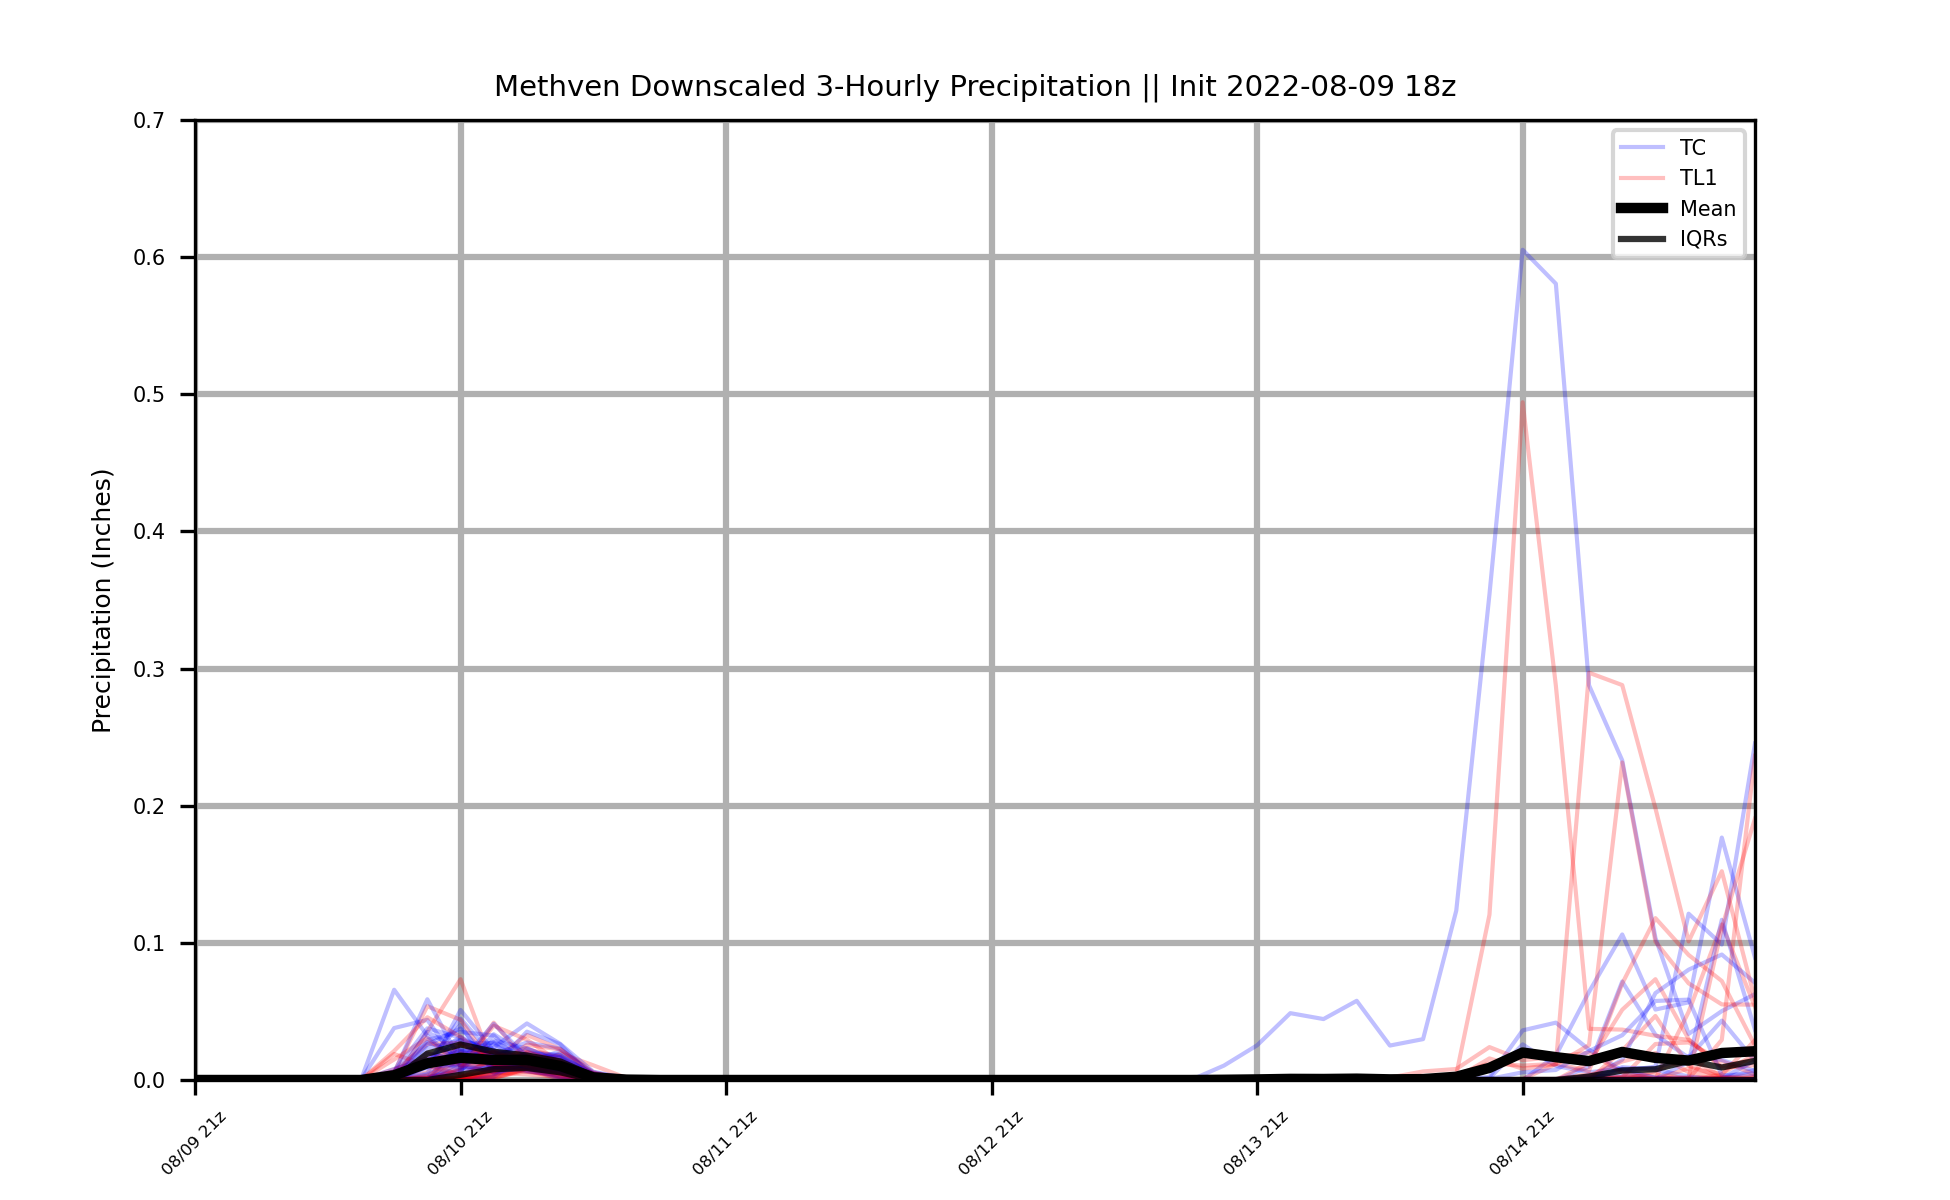 Methven Downscaled 3-Hourly Precipitation || Init 2022-08-09 18z
TC
TL1
Mean
IQRs
Precipitation (Inches)
0.7
0.6
0.5
0.4
0.3
0.2
0.1
0.0
08/09 21z
08/10 21z
08/11 21z
08/12 21z
08/13 21z
08/14 21z